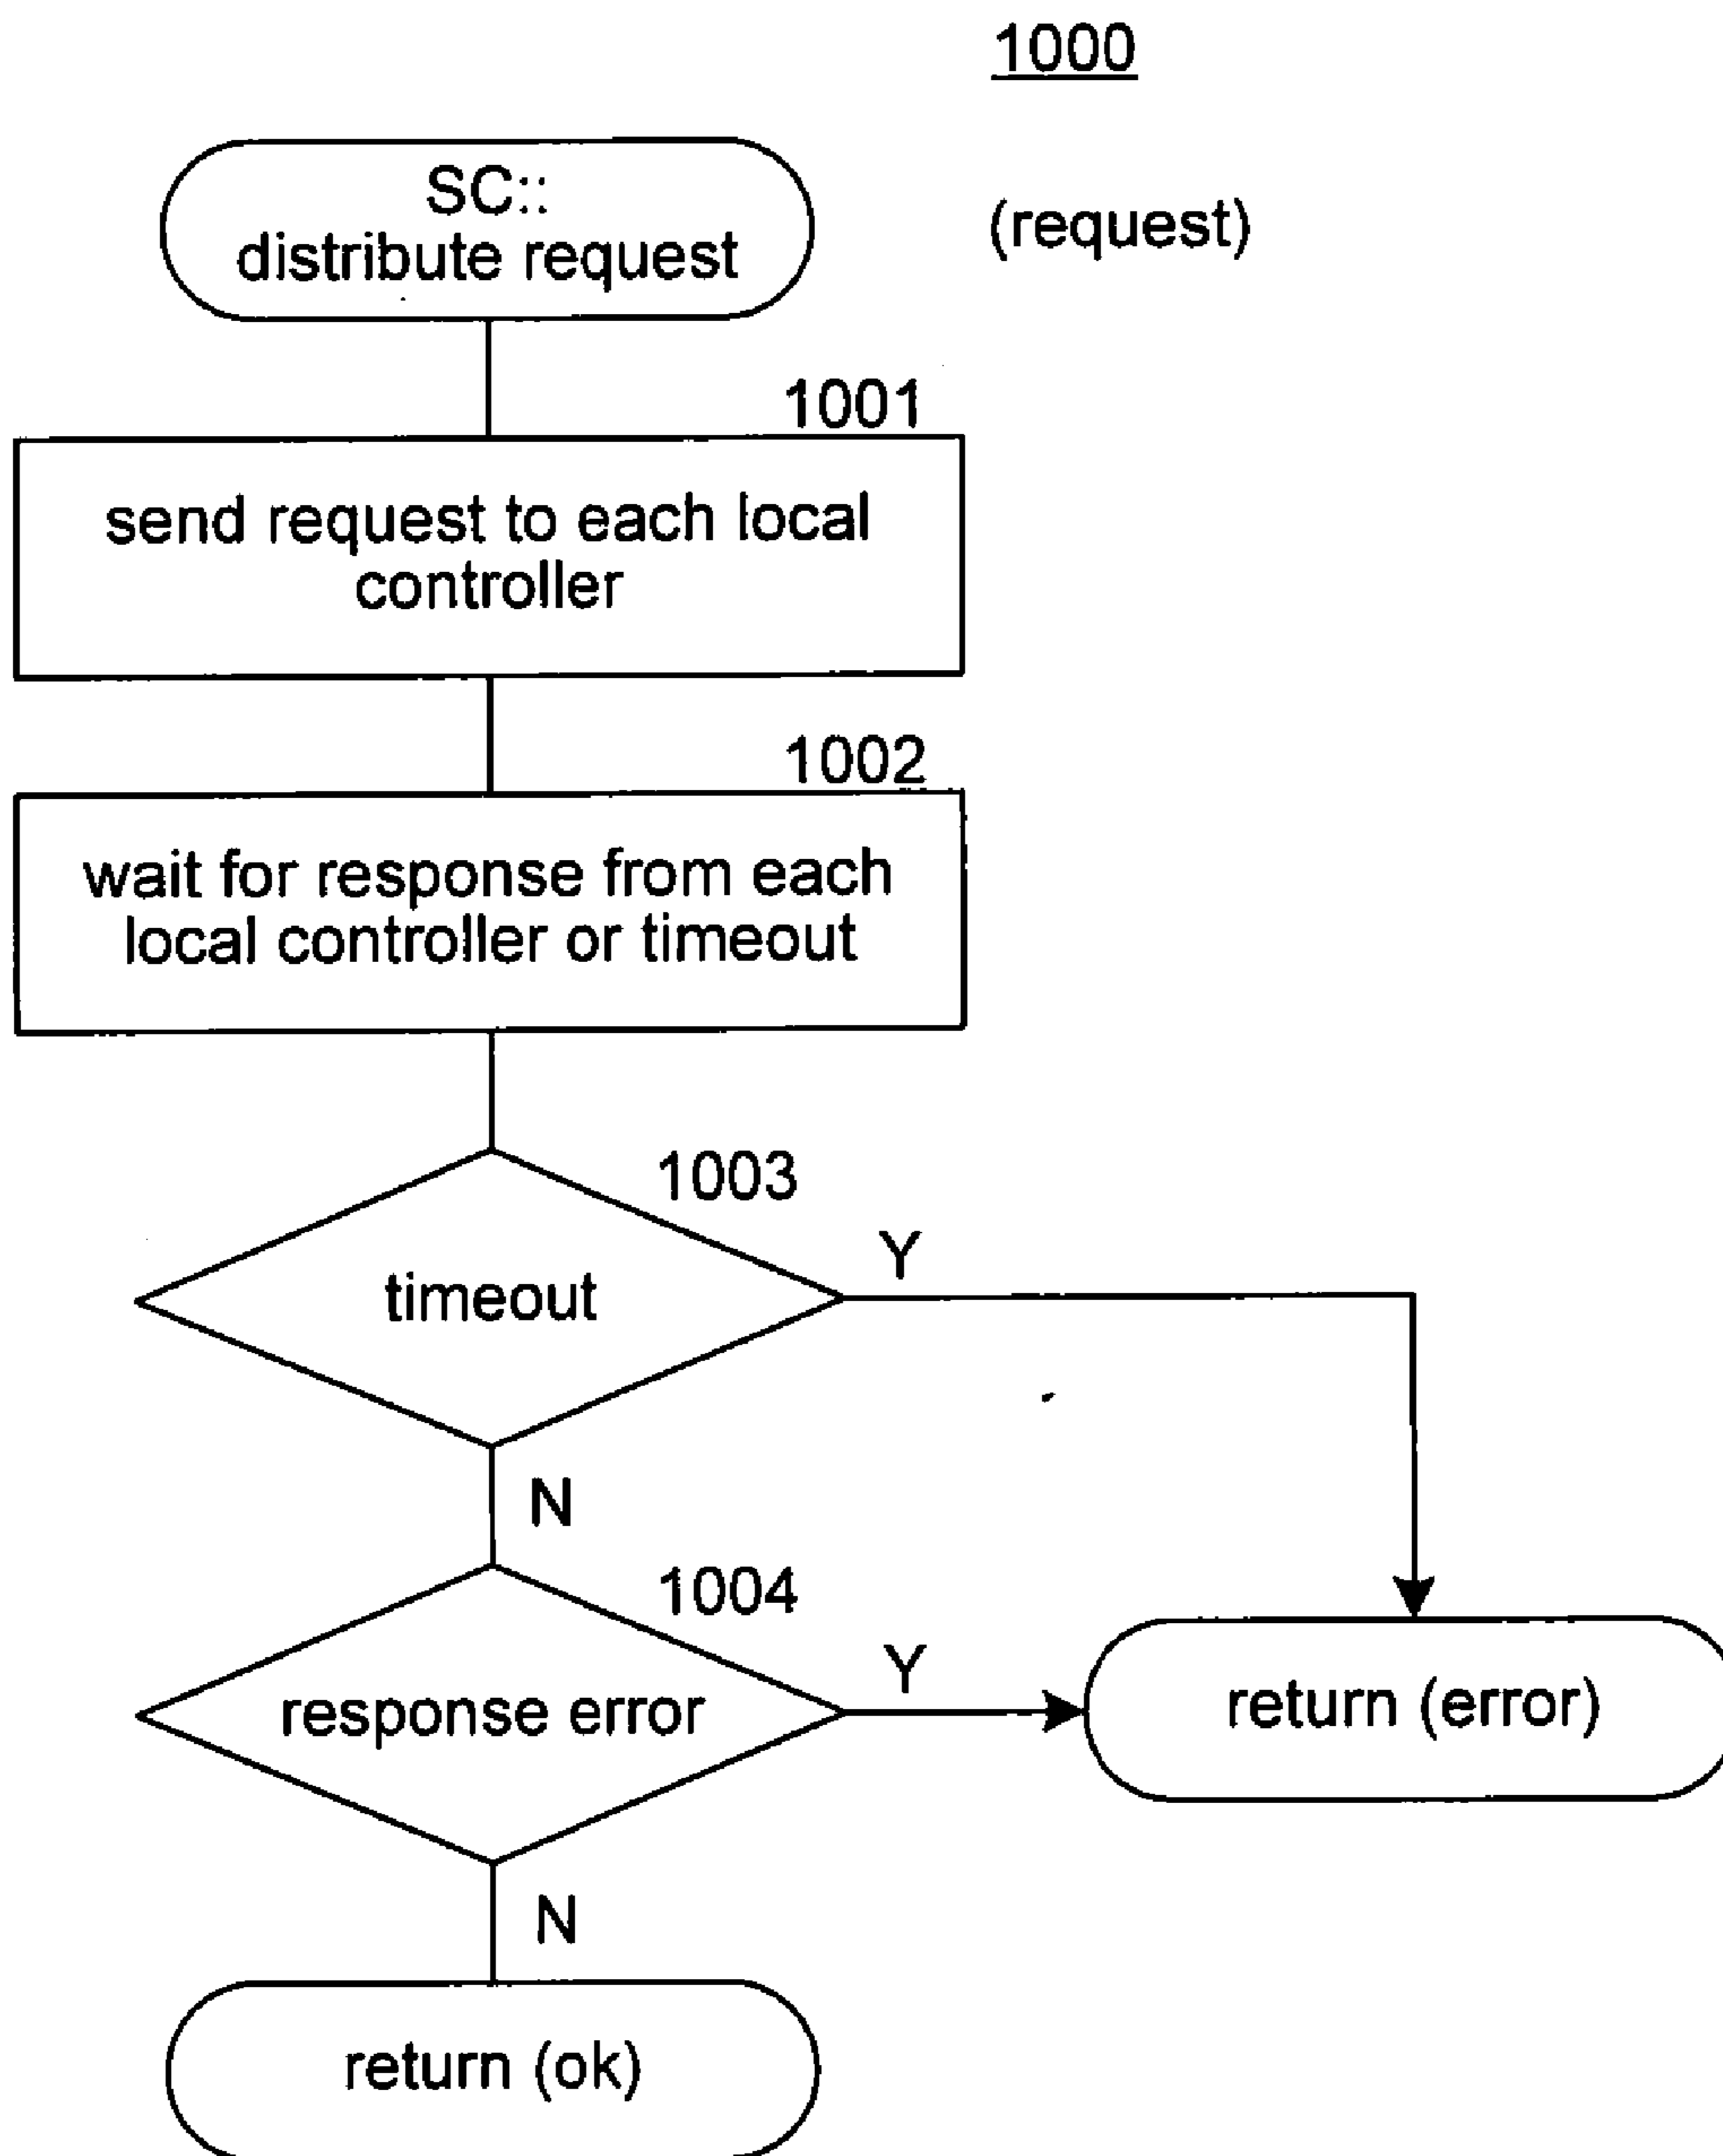 1000
SC::
distribute request
(request)
1001
send request to each local
controller
1002
wait for response from each
local controller or timeout
1003
timeout
Y
N
1004
response error
Y
return (error)
N
return (ok)